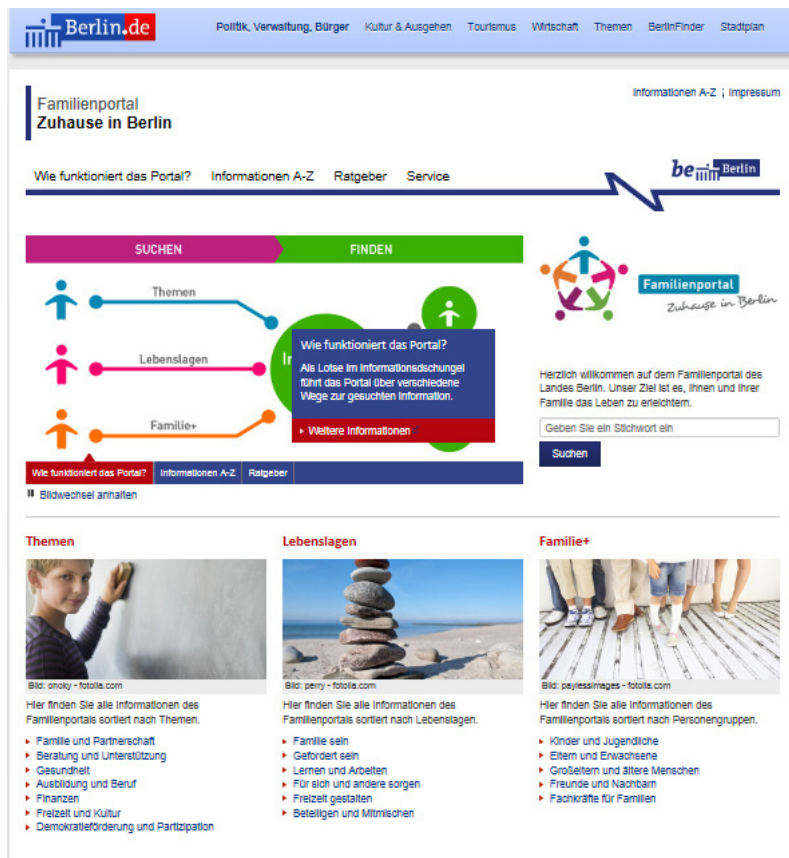 Berlin.de
Politik, Verwaltung, Bürger Kultur & Ausgehen Tourismus Wirtschaft Themen BerlinFinder Stadtplan
Informationen A-Z ¦ Impressum
Familienportal
Zuhause in Berlin
Wie funktioniert das Portal? Informationen A-Z Ratgeber Service
be Berlin
SUCHEN FINDEN
Themen
Lebenslagen
Familie+
Wie funktioniert das Portal?
Als Lotse im Informationsdschungel
führt das Portal über verschiedene
Wege zur gesuchten Information.
Weitere Informationen
Wie funktioniert das Portal? Informationen A-Z Ratgeber
Bildwechsel anhalten
Familienportal
Zuhause in Berlin
Herzlich willkommen auf dem Familienportal des
Landes Berlin. Unser Ziel ist es, Ihnen und Ihrer
Familie das Leben zu erleichtern.
Geben Sie ein Stichwort ein
Suchen
Themen
Bild: onoky - fotolia.com
Hier finden Sie alle Informationen des
Familienportals sortiert nach Themen.
Familie und Partnerschaft
Beratung und Unterstützung
Gesundheit
Ausbildung und Beruf
Finanzen
Freizeit und Kultur
Demokratieförderung und Partizipation
Lebenslagen
Bild: perry - fotolia.com
Hier finden Sie alle Informationen des
Familienportals sortiert nach Lebenslagen.
Familie sein
Gefordert sein
Lernen und Arbeiten
Für sich und andere sorgen
Freizeit gestalten
Beteiligen und Mitmischen
Familie+
Bild: paylessimages - fotolia.com
Hier finden Sie alle Informationen des
Familienportals sortiert nach Personengruppen.
Kinder und Jugendliche
Eltern und Erwachsene
Großeltern und ältere Menschen
Freunde und Nachbarn
Fachkräfte für Familien